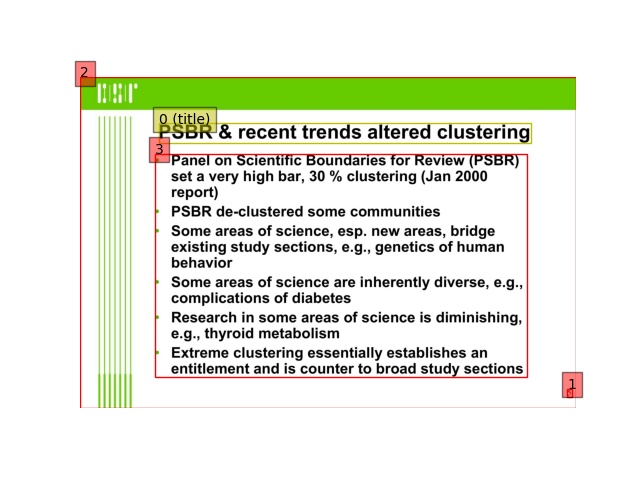 2
0 (title)
PSBR & recent trends altered clustering
3
• Panel on Scientific Boundaries for Review (PSBR)
set a very high bar, 30 % clustering (Jan 2000
report)
• PSBR de-clustered some communities
• Some areas of science, esp. new areas, bridge
existing study sections, e.g., genetics of human
behavior
• Some areas of science are inherently diverse, e.g.,
complications of diabetes
• Research in some areas of science is diminishing,
e.g., thyroid metabolism
• Extreme clustering essentially establishes an
entitlement and is counter to broad study sections
1